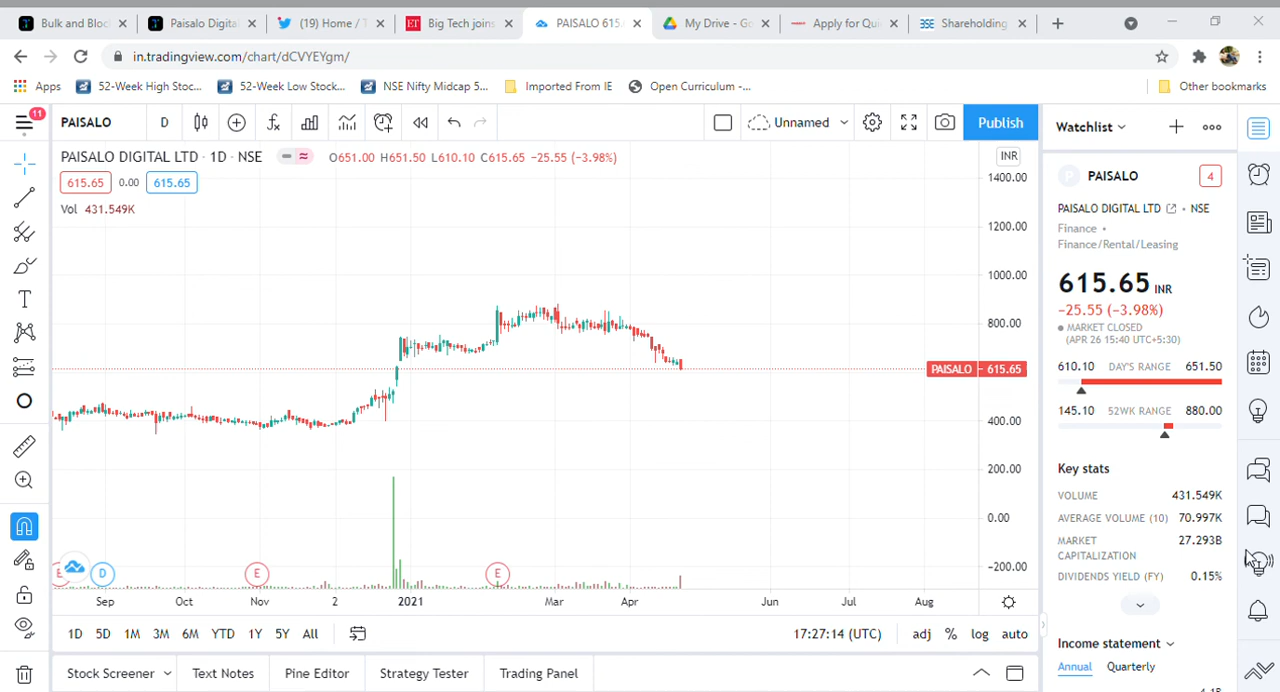 Bulk and Bloc
Paisalo Digita
(19) Home / T
ET Big Tech joins
PAISALO 615.
My Drive - Go
Apply for Qui
BSE Shareholding
in.tradingview.com/chart/dCVYEYgm/
Apps 52-Week High Stoc... 52-Week Low Stock... NSE Nifty Midcap 5... Imported From IE Open Curriculum -... Other bookmarks
11
PAISALO D Unnamed Publish
Watchlist
PAISALO DIGITAL LTD · 1D · NSE O651.00 H651.50 L610.10 C615.65 −25.55 (−3.98%)
615.65 0.00 615.65
Vol 431.549K
INR
1400.00
1200.00
1000.00
800.00
PAISALO 615.65
400.00
200.00
0.00
−200.00
E D E E
Sep Oct Nov 2 2021 Mar Apr Jun Jul Aug
1D 5D 1M 3M 6M YTD 1Y 5Y All 17:27:14 (UTC) adj % log auto
Stock Screener Text Notes Pine Editor Strategy Tester Trading Panel
P PAISALO 4
PAISALO DIGITAL LTD • NSE
Finance •
Finance/Rental/Leasing
615.65 INR
−25.55 (−3.98%)
MARKET CLOSED
(APR 26 15:40 UTC+5:30)
610.10 DAY'S RANGE 651.50
145.10 52WK RANGE 880.00
Key stats
VOLUME 431.549K
AVERAGE VOLUME (10) 70.997K
MARKET CAPITALIZATION 27.293B
DIVIDENDS YIELD (FY) 0.15%
Income statement
Annual Quarterly